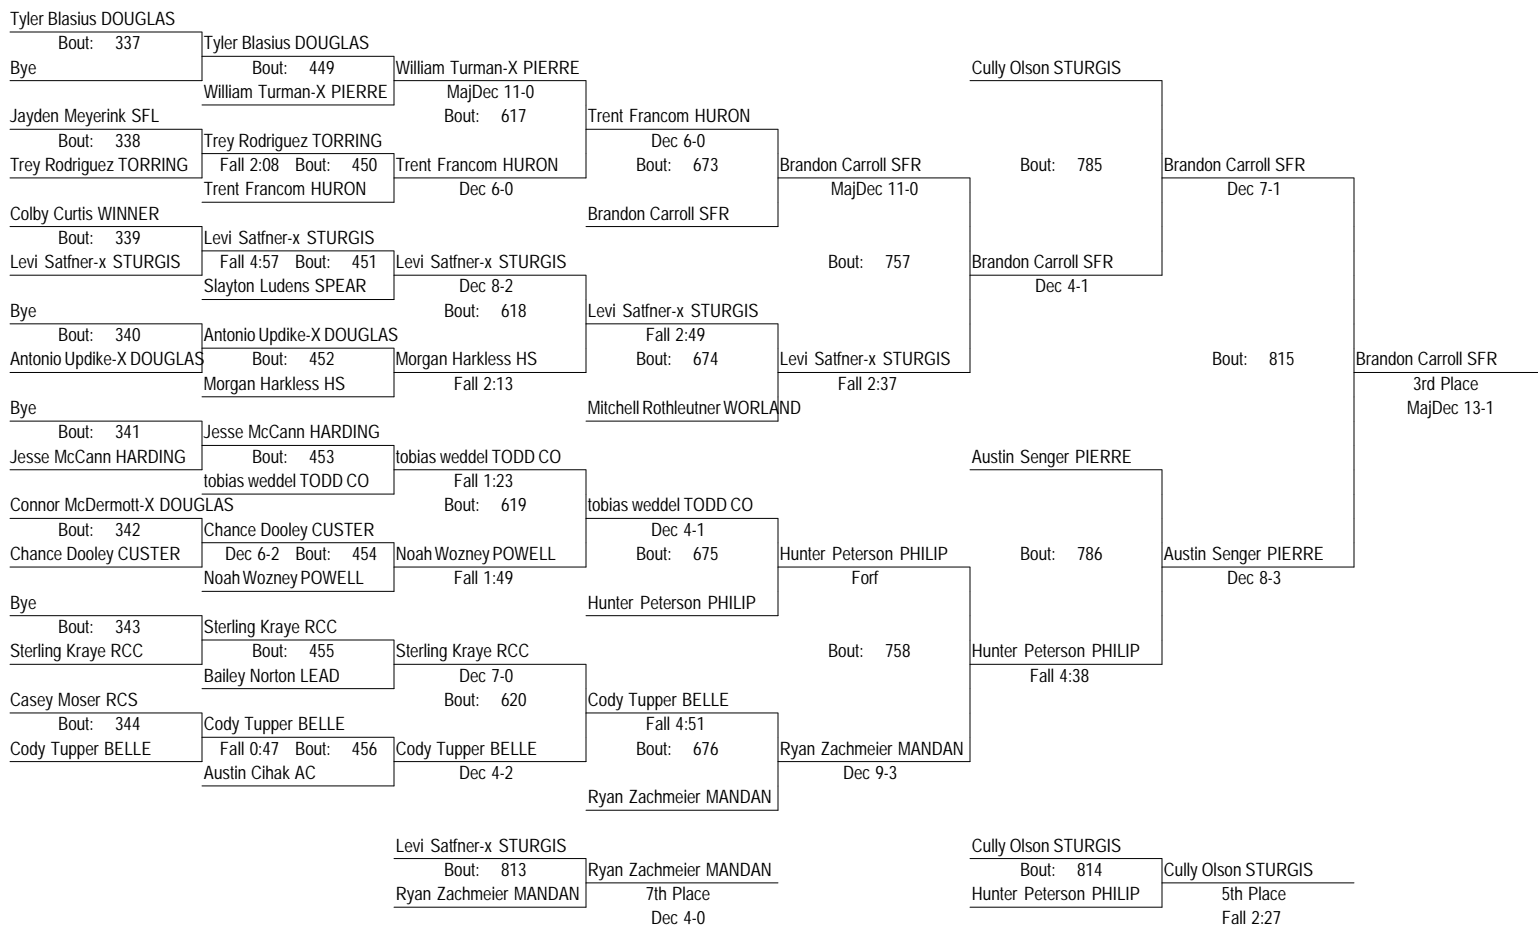 Tyler Blasius DOUGLAS
Bout: 337
Tyler Blasius DOUGLAS
Bye
Bout: 449
William Turman-X PIERRE
Cully Olson STURGIS
William Turman-X PIERRE
MajDec 11-0
Jayden Meyerink SFL
Bout: 617
Trent Francom HURON
Bout: 338
Trey Rodriguez TORRING
Dec 6-0
Trey Rodriguez TORRING
Fall 2:08 Bout: 450
Trent Francom HURON
Bout: 673
Brandon Carroll SFR
Bout: 785
Brandon Carroll SFR
Trent Francom HURON
Dec 6-0
MajDec 11-0
Dec 7-1
Colby Curtis WINNER
Brandon Carroll SFR
Bout: 339
Levi Satfner-x STURGIS
Levi Satfner-x STURGIS
Fall 4:57 Bout: 451
Levi Satfner-x STURGIS
Bout: 757
Brandon Carroll SFR
Slayton Ludens SPEAR
Dec 8-2
Dec 4-1
Bye
Bout: 618
Levi Satfner-x STURGIS
Bout: 340
Antonio Updike-X DOUGLAS
Fall 2:49
Antonio Updike-X DOUGLAS
Bout: 452
Morgan Harkless HS
Bout: 674
Levi Satfner-x STURGIS
Bout: 815
Brandon Carroll SFR
Morgan Harkless HS
Fall 2:13
Fall 2:37
3rd Place
Bye
Mitchell Rothleutner WORLAND
MajDec 13-1
Bout: 341
Jesse McCann HARDING
Jesse McCann HARDING
Bout: 453
tobias weddel TODD CO
Austin Senger PIERRE
tobias weddel TODD CO
Fall 1:23
Connor McDermott-X DOUGLAS
Bout: 619
tobias weddel TODD CO
Bout: 342
Chance Dooley CUSTER
Dec 4-1
Chance Dooley CUSTER
Dec 6-2 Bout: 454
Noah Wozney POWELL
Bout: 675
Hunter Peterson PHILIP
Bout: 786
Austin Senger PIERRE
Noah Wozney POWELL
Fall 1:49
Forf
Dec 8-3
Bye
Hunter Peterson PHILIP
Bout: 343
Sterling Kraye RCC
Sterling Kraye RCC
Bout: 455
Sterling Kraye RCC
Bout: 758
Hunter Peterson PHILIP
Bailey Norton LEAD
Dec 7-0
Fall 4:38
Casey Moser RCS
Bout: 620
Cody Tupper BELLE
Bout: 344
Cody Tupper BELLE
Fall 4:51
Cody Tupper BELLE
Fall 0:47 Bout: 456
Cody Tupper BELLE
Bout: 676
Ryan Zachmeier MANDAN
Austin Cihak AC
Dec 4-2
Dec 9-3
Ryan Zachmeier MANDAN
Levi Satfner-x STURGIS
Cully Olson STURGIS
Bout: 813
Ryan Zachmeier MANDAN
Bout: 814
Cully Olson STURGIS
Ryan Zachmeier MANDAN
7th Place
Hunter Peterson PHILIP
5th Place
Dec 4-0
Fall 2:27